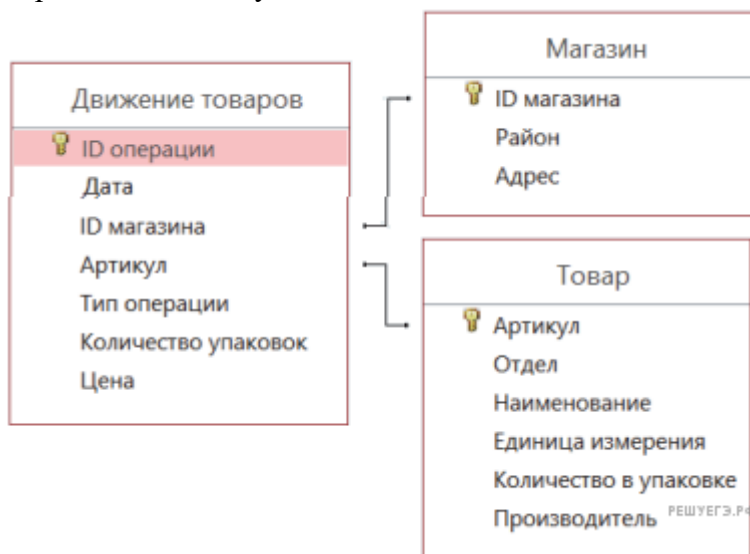 Движение товаров
ID операции
Дата
ID магазина
Артикул
Тип операции
Количество упаковок
Цена
Магазин
ID магазина
Район
Адрес
Товар
Артикул
Отдел
Наименование
Единица измерения
Количество в упаковке
Производитель